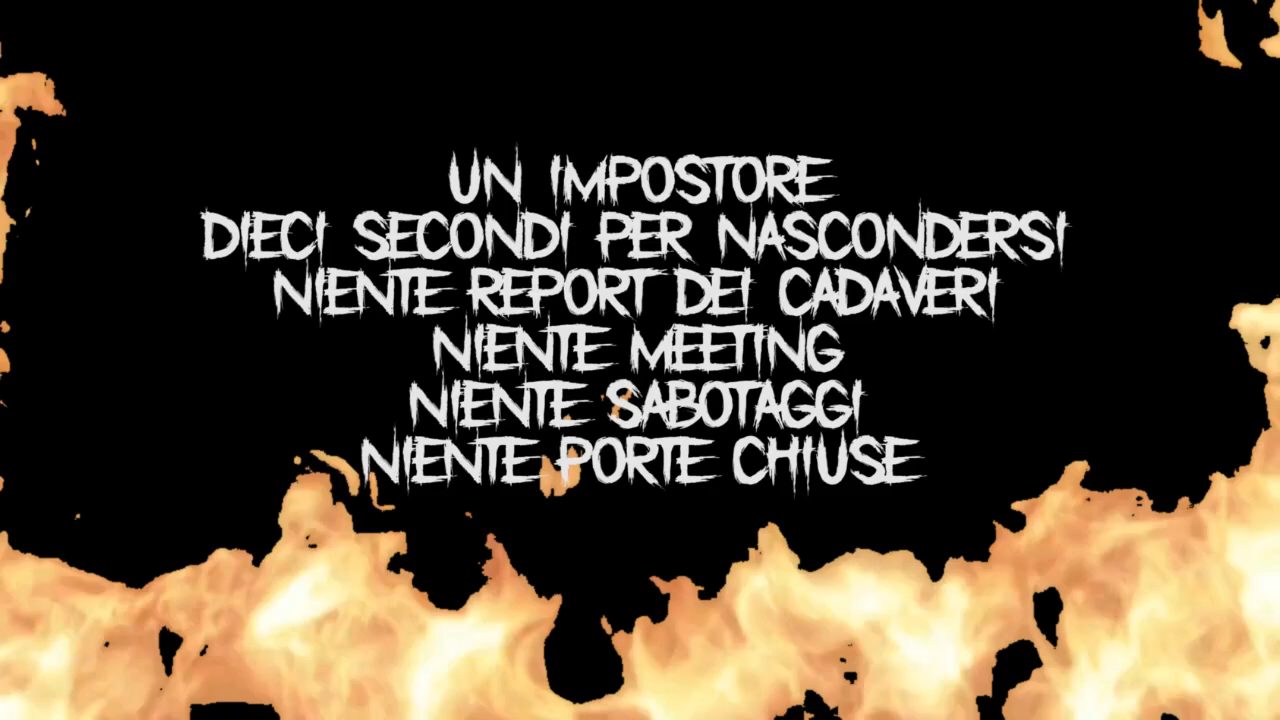 UN IMPOSTORE
DIECI SECONDI PER NASCONDERSI
NIENTE REPORT DEI CADAVERI
NIENTE MEETING
NIENTE SABOTAGGI
NIENTE PORTE CHIUSE